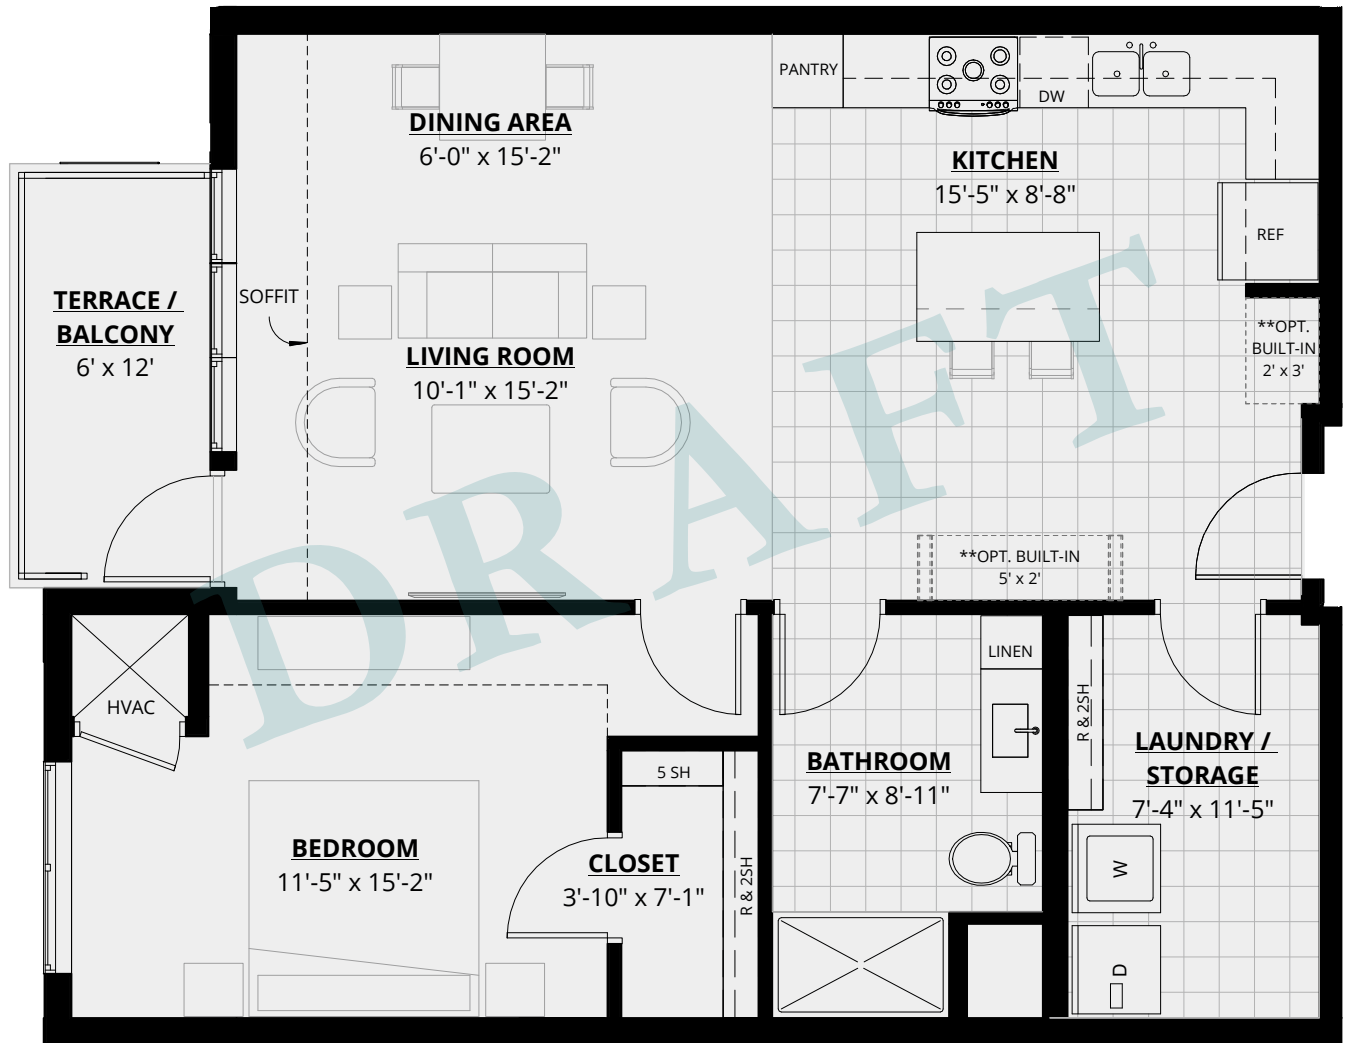 PANTRY
DW
DINING AREA
6'-0" x 15'-2"
KITCHEN
15'-5" x 8'-8"
REF
TERRACE /
BALCONY
6' x 12'
SOFFIT
**OPT.
BUILT-IN
2' x 3'
LIVING ROOM
10'-1" x 15'-2"
DRAFT
**OPT. BUILT-IN
5' x 2'
LINEN
HVAC
R & 2SH
LAUNDRY /
STORAGE
7'-4" x 11'-5"
BATHROOM
7'-7" x 8'-11"
5 SH
BEDROOM
11'-5" x 15'-2"
CLOSET
3'-10" x 7'-1"
R & 2SH
W
D